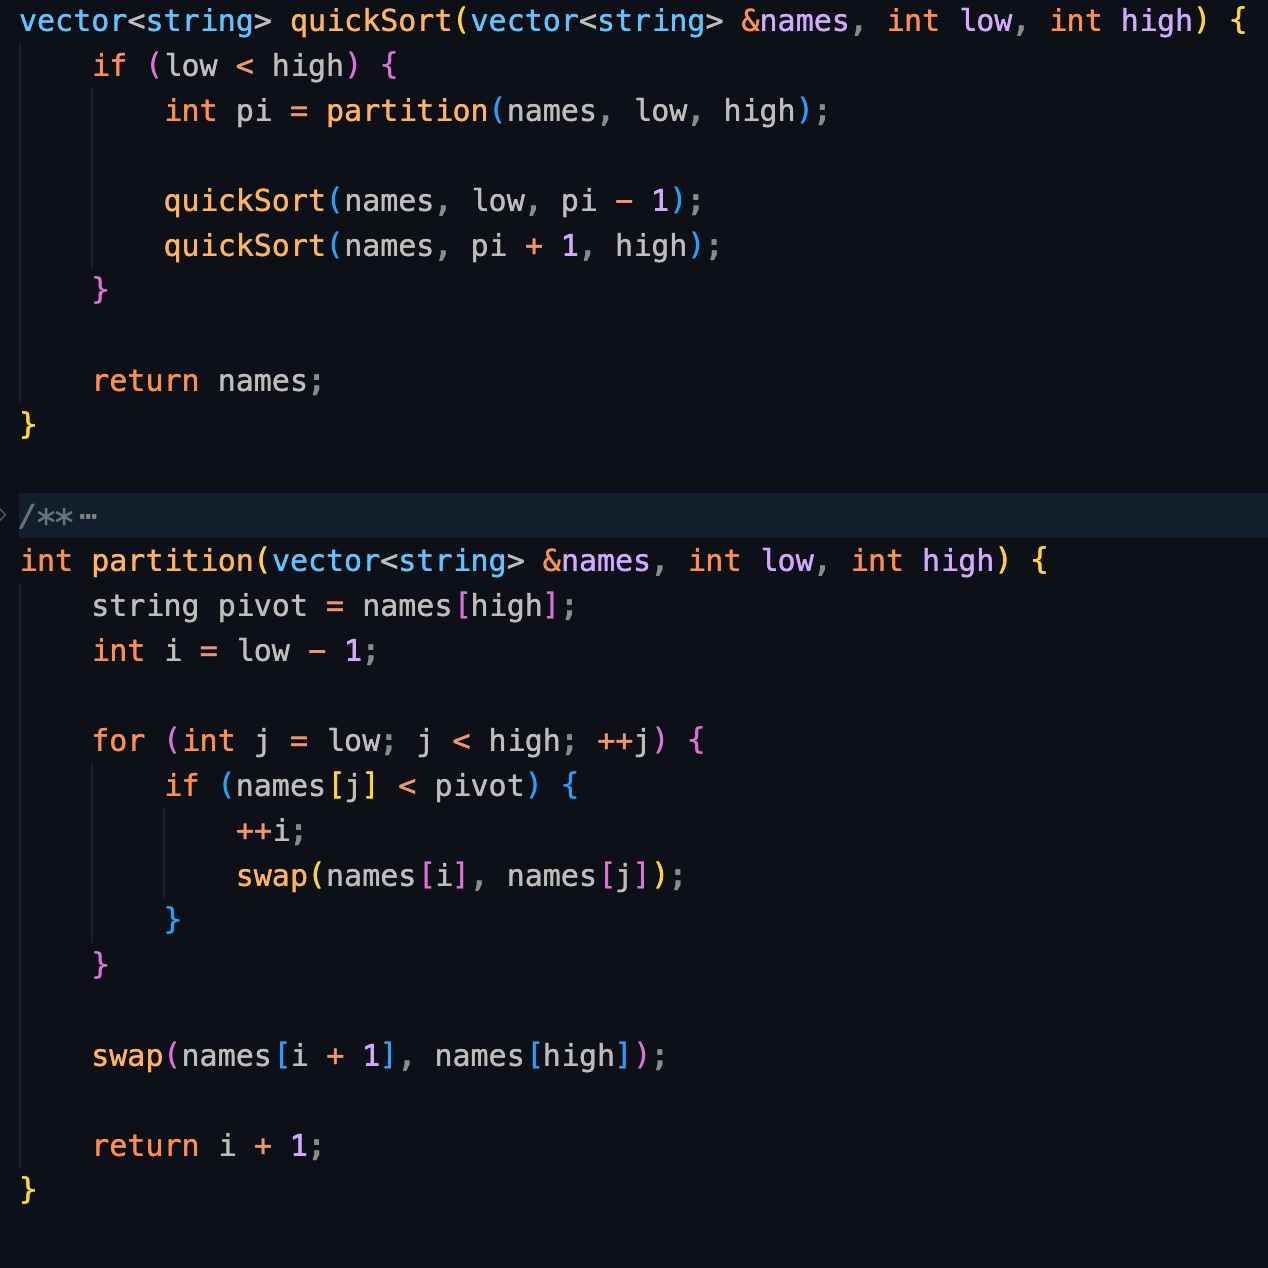 vector<string> quickSort(vector<string> &names, int low, int high) {
    if (low < high) {
        int pi = partition(names, low, high);

        quickSort(names, low, pi - 1);
        quickSort(names, pi + 1, high);
    }

    return names;
}

/** ⋯
int partition(vector<string> &names, int low, int high) {
    string pivot = names[high];
    int i = low - 1;

    for (int j = low; j < high; ++j) {
        if (names[j] < pivot) {
            ++i;
            swap(names[i], names[j]);
        }
    }

    swap(names[i + 1], names[high]);

    return i + 1;
}